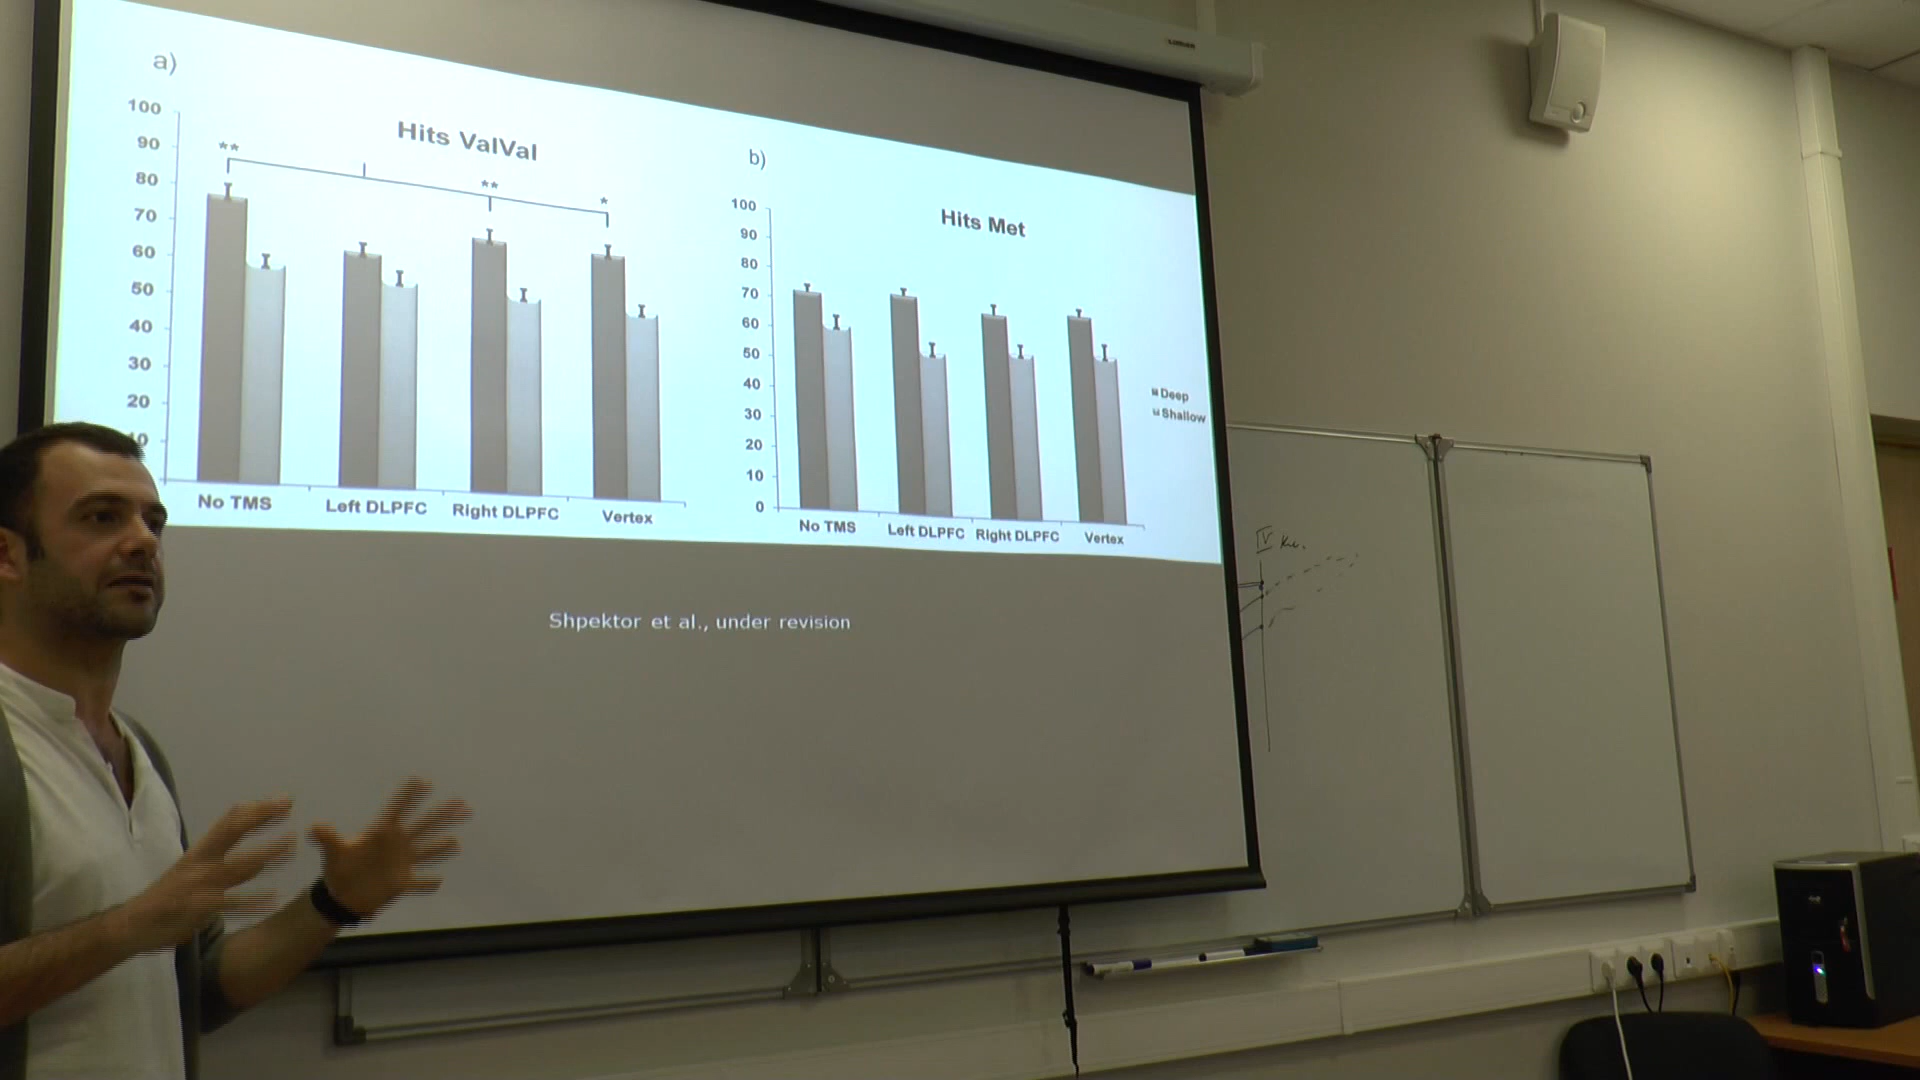 a)
Hits ValVal
100
90
80
70
60
50
40
30
20
10
**
**
*
No TMS
Left DLPFC
Right DLPFC
Vertex
b)
Hits Met
100
90
80
70
60
50
40
30
20
10
0
No TMS
Left DLPFC
Right DLPFC
Vertex
Deep
Shallow
Shpektor et al., under revision